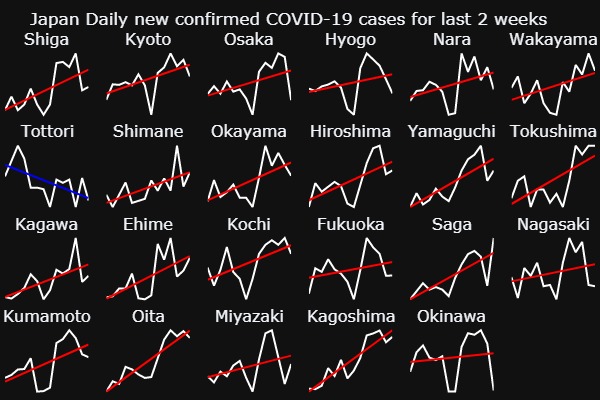 Japan Daily new confirmed COVID-19 cases for last 2 weeks
Shiga Kyoto Osaka Hyogo Nara Wakayama
Tottori Shimane Okayama Hiroshima Yamaguchi Tokushima
Kagawa Ehime Kochi Fukuoka Saga Nagasaki
Kumamoto Oita Miyazaki Kagoshima Okinawa